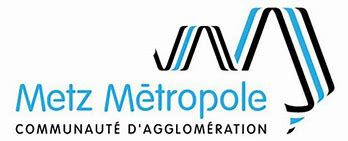 Metz Métropole
COMMUNAUTÉ D'AGGLOMÉRATION